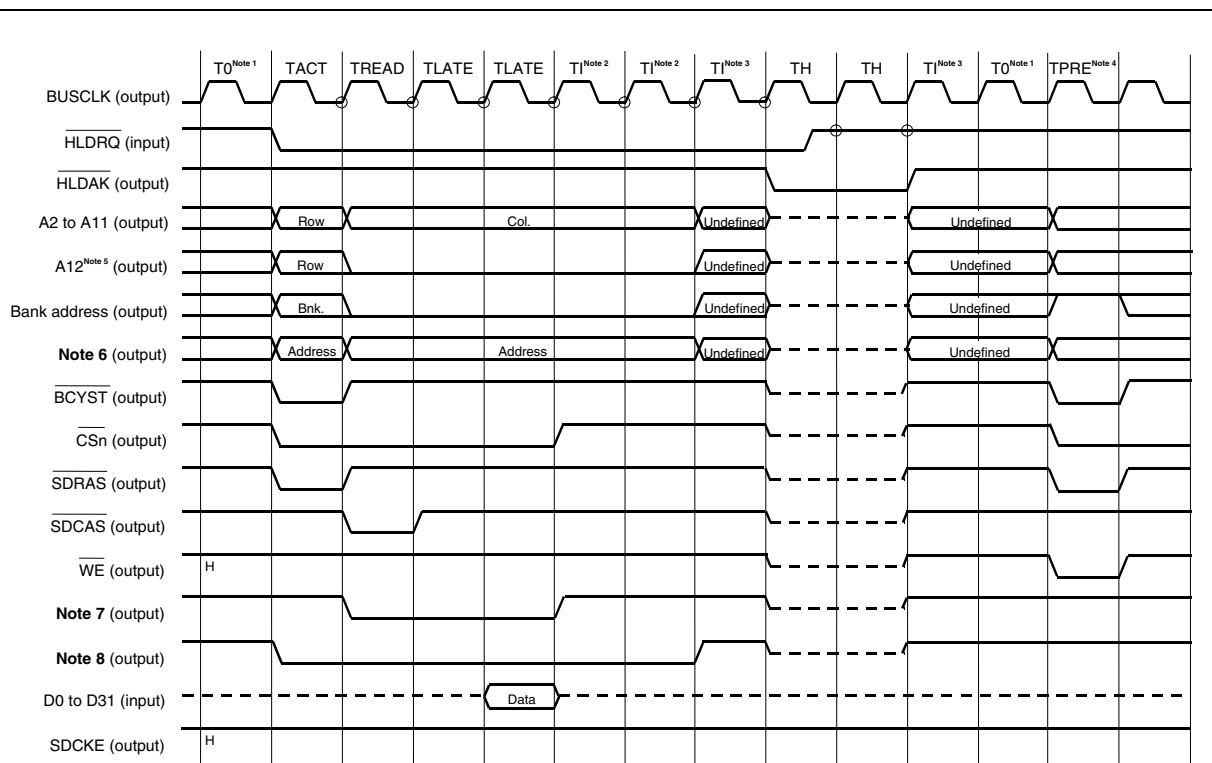 T0Note 1 TACT TREAD TLATE TLATE TINote 2 TINote 2 TINote 3 TH TH TINote 3 T0Note 1 TPRENote 4
BUSCLK (output)
HLDRQ (input)
HLDAK (output)
A2 to A11 (output) Row Col. Undefined Undefined
A12Note 5 (output) Row Undefined Undefined
Bank address (output) Bnk. Undefined Undefined
Note 6 (output) Address Address Undefined Undefined
BCYST (output)
CSn (output)
SDRAS (output)
SDCAS (output)
WE (output) H
Note 7 (output)
Note 8 (output)
D0 to D31 (input) Data
SDCKE (output) H